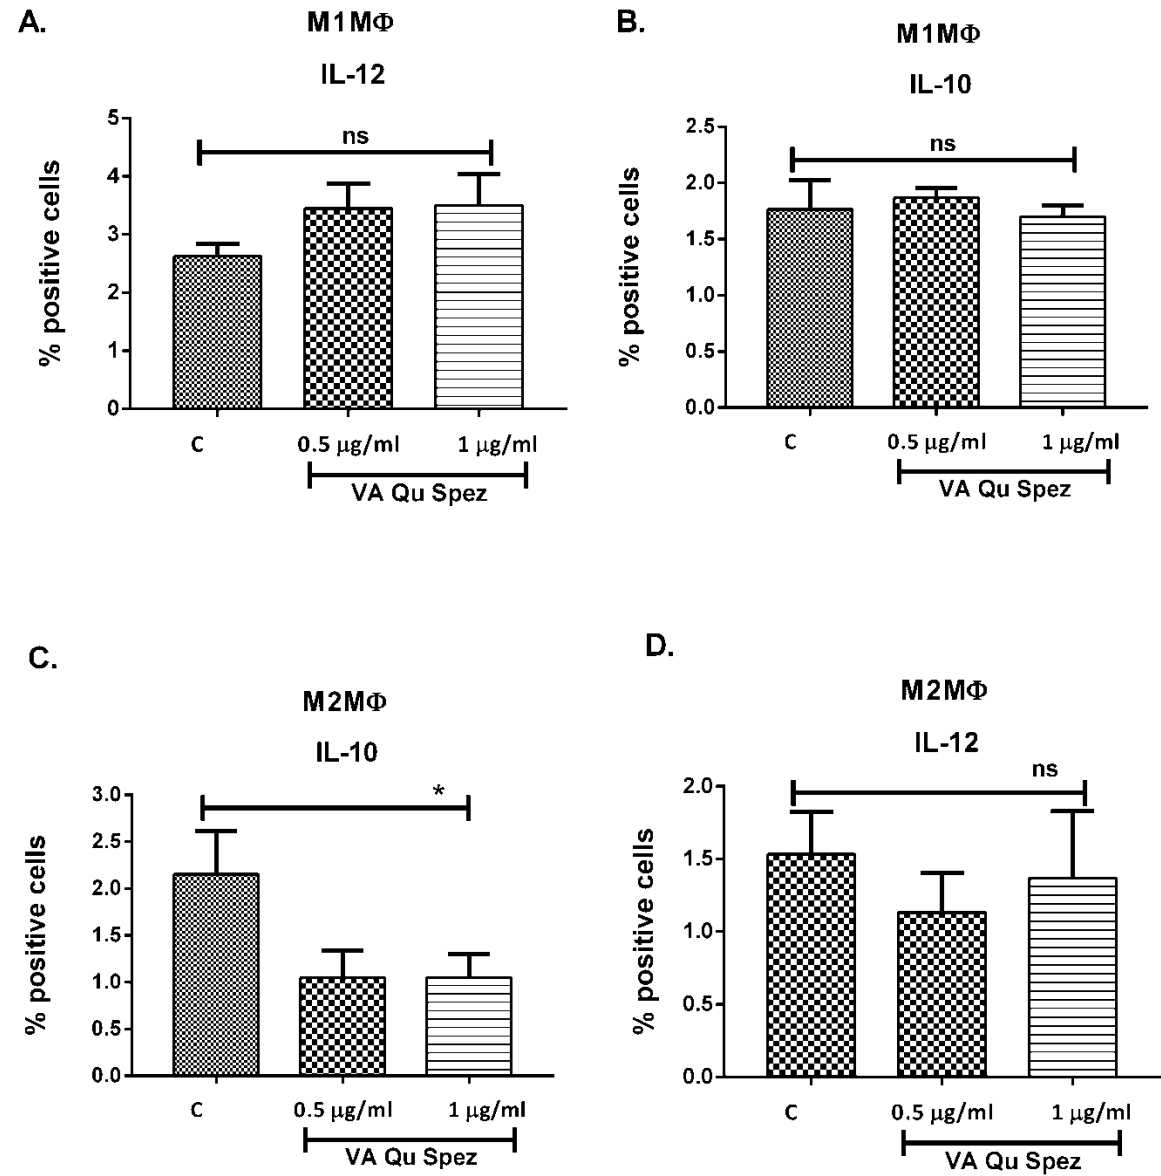 A.
M1MΦ
IL-12
% positive cells
5
4
3
2
1
0
ns
C
0.5 μg/ml
1 μg/ml
VA Qu Spez
B.
M1MΦ
IL-10
% positive cells
2.5
2.0
1.5
1.0
0.5
0.0
ns
C
0.5 μg/ml
1 μg/ml
VA Qu Spez
C.
M2MΦ
IL-10
% positive cells
3.0
2.5
2.0
1.5
1.0
0.5
0.0
*
C
0.5 μg/ml
1 μg/ml
VA Qu Spez
D.
M2MΦ
IL-12
% positive cells
2.0
1.5
1.0
0.5
0.0
ns
C
0.5 μg/ml
1 μg/ml
VA Qu Spez